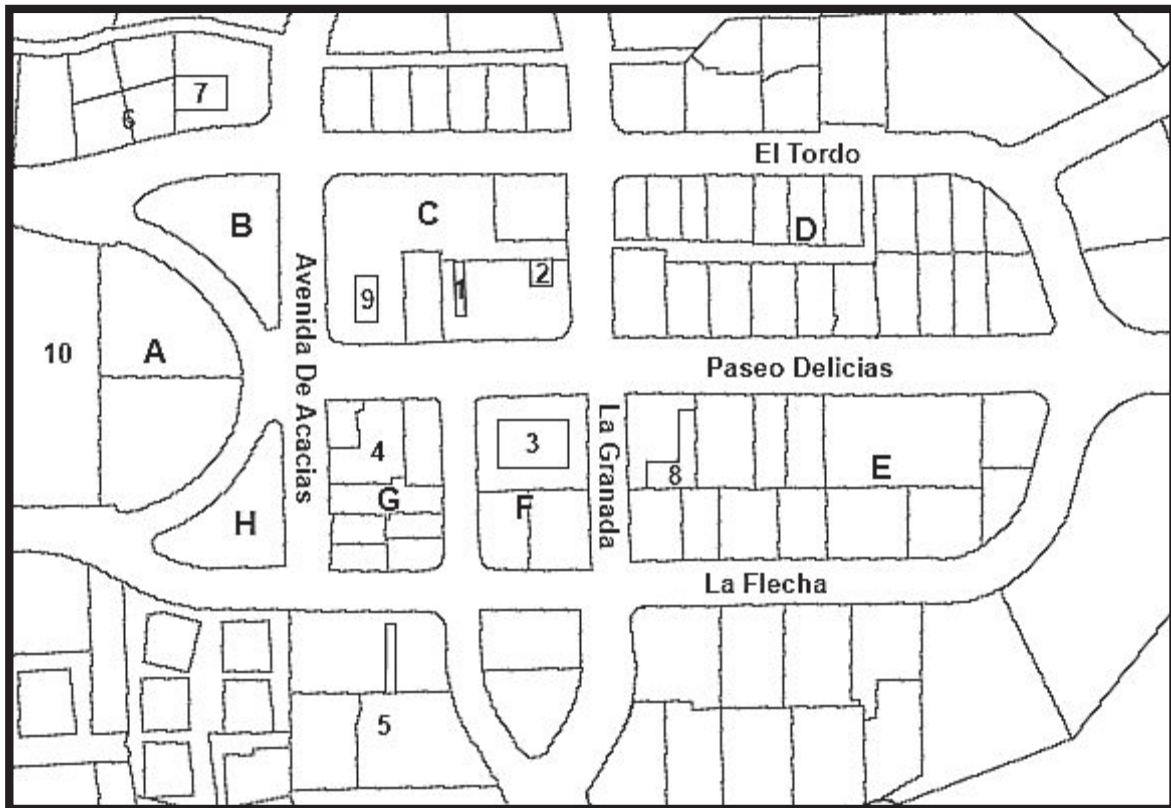 7
6
El Tordo
B
C
D
Avenida De Acacias
9
1
2
10
A
Paseo Delicias
4
3
La Granada
8
E
G
F
H
La Flecha
5